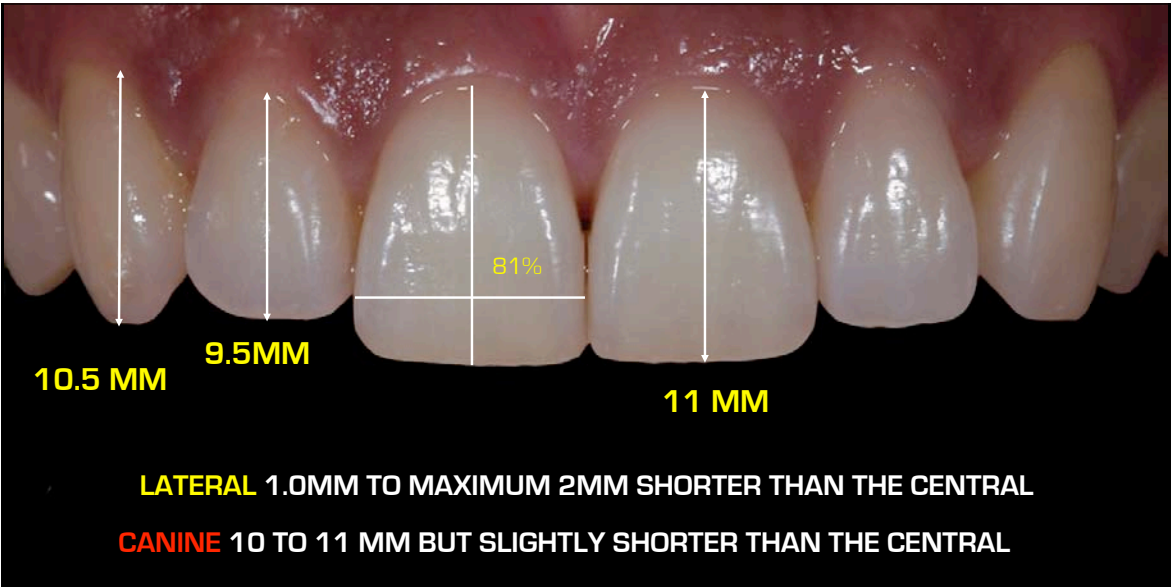 81%
9.5MM
10.5 MM
11 MM
LATERAL 1.0MM TO MAXIMUM 2MM SHORTER THAN THE CENTRAL
CANINE 10 TO 11 MM BUT SLIGHTLY SHORTER THAN THE CENTRAL